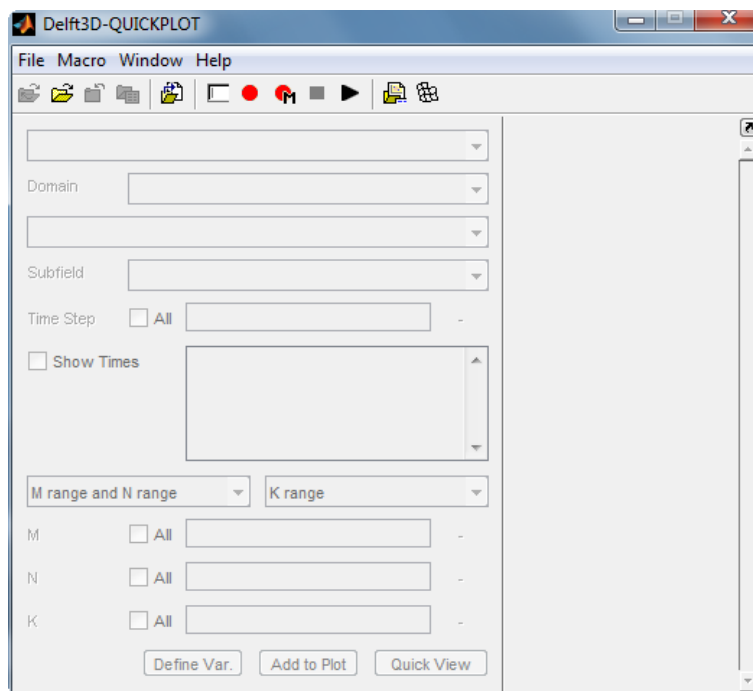 Delft3D-QUICKPLOT
File Macro Window Help
M
Domain
Subfield
Time Step All -
Show Times
M range and N range K range
M All -
N All -
K All -
Define Var. Add to Plot Quick View